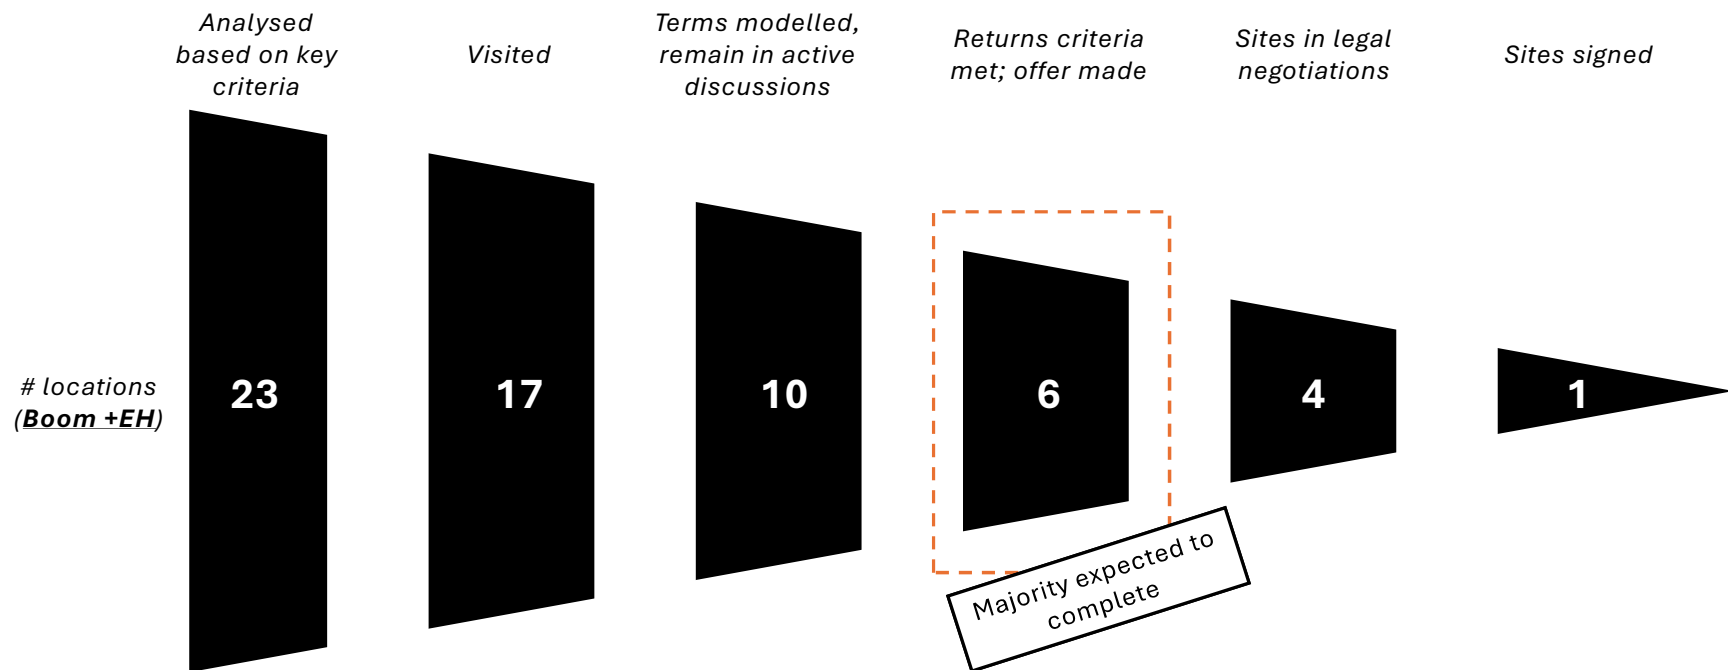 Analysed
based on key
criteria
Visited
Terms modelled,
remain in active
discussions
Returns criteria
met; offer made
Sites in legal
negotiations
Sites signed
# locations
(Boom +EH)
23
17
10
6
4
1
Majority expected to
complete